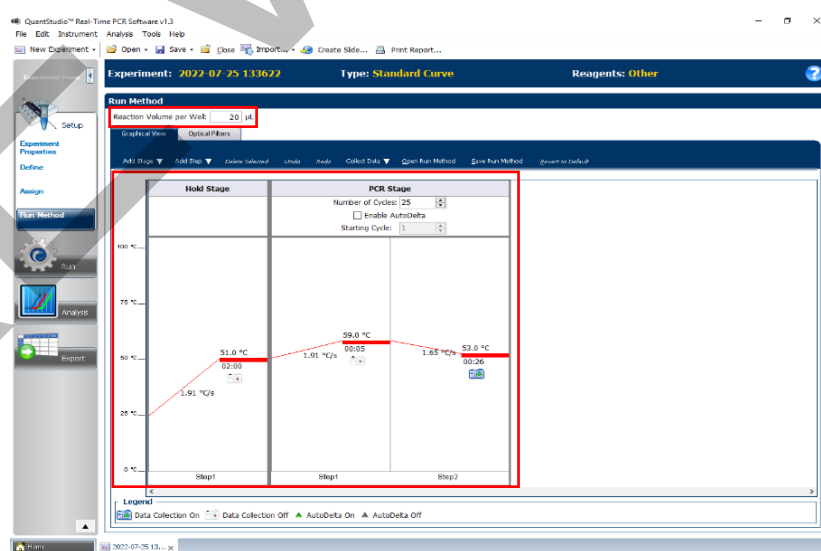 QuantStudio™ Real-Time PCR Software v1.3
File Edit Instrument Analysis Tools Help
New Experiment Open Save Close Import... Create Slide... Print Report...
Experiment: 2022-07-25 133622 Type: Standard Curve Reagents: Other
Experiment Menu
Run Method
Reaction Volume per Well: 20 µL
Setup
Graphical View Optical Filters
Experiment Properties
Define
Assign
Run Method
Run
Analysis
Export
Add Stage Add Step Delete Selected Undo Redo Collect Data Open Run Method Save Run Method Revert to Default
Hold Stage PCR Stage
Number of Cycles: 25
Enable AutoDelta
Starting Cycle: 1
100 °C
75 °C
59.0 °C
00:05
51.0 °C
02:00
1.91 °C/s
1.65 °C/s
53.0 °C
00:26
50 °C
1.91 °C/s
25 °C
0 °C
Step1 Step1 Step2
Legend
Data Collection On Data Collection Off AutoDelta On AutoDelta Off
Home 2022-07-25 13... x